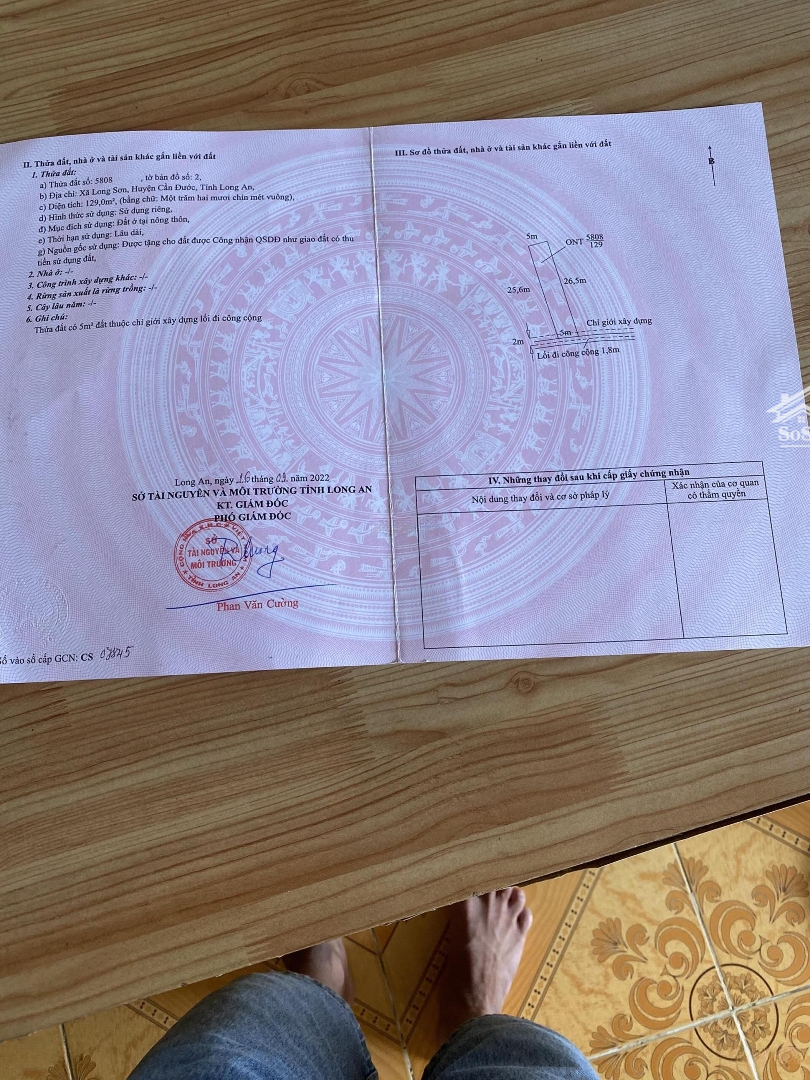 II. Thửa đất, nhà ở và tài sản khác gắn liền với đất
1. Thửa đất:
a) Thửa đất số: 5808 , tờ bản đồ số: 2,
b) Địa chỉ: Xã Long Sơn, Huyện Cần Đước, Tỉnh Long An,
c) Diện tích: 129,0m², (bằng chữ: Một trăm hai mươi chín mét vuông),
d) Hình thức sử dụng: Sử dụng riêng,
đ) Mục đích sử dụng: Đất ở tại nông thôn,
e) Thời hạn sử dụng: Lâu dài,
g) Nguồn gốc sử dụng: Được tặng cho đất được Công nhận QSDĐ như giao đất có thu
tiền sử dụng đất,
2. Nhà ở: -/-
3. Công trình xây dựng khác: -/-
4. Rừng sản xuất là rừng trồng: -/-
5. Cây lâu năm: -/-
6. Ghi chú:
Thửa đất có 5m² đất thuộc chỉ giới xây dựng lối đi công cộng
Long An, ngày 16 tháng 02 năm 2022
SỞ TÀI NGUYÊN VÀ MÔI TRƯỜNG TỈNH LONG AN
KT. GIÁM ĐỐC
PHÓ GIÁM ĐỐC
SỞ
TÀI NGUYÊN VÀ
MÔI TRƯỜNG
TỈNH LONG AN
Phan Văn Cường
Số vào sổ cấp GCN: CS
III. Sơ đồ thửa đất, nhà ở và tài sản khác gắn liền với đất
B
5m
ONT 5808
129
25,6m
26,5m
5m
Chỉ giới xây dựng
2m
Lối đi công cộng 1,8m
IV. Những thay đổi sau khi cấp giấy chứng nhận
Nội dung thay đổi và cơ sở pháp lý
Xác nhận của cơ quan
có thẩm quyền